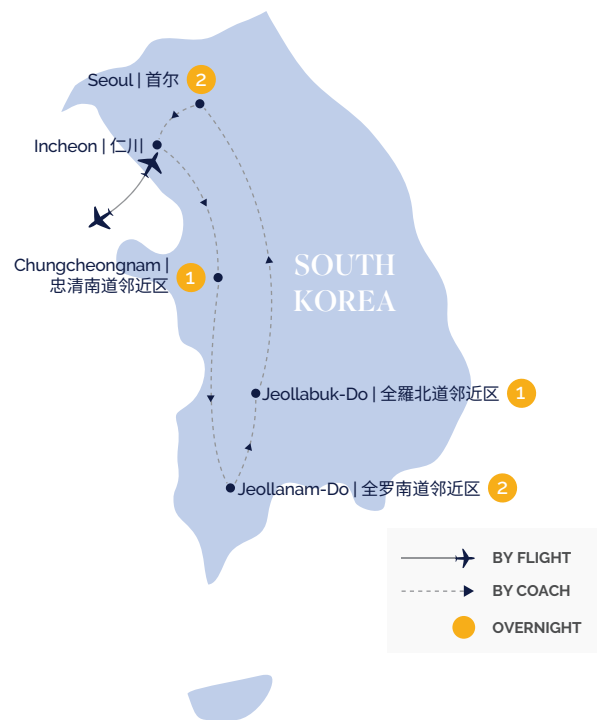 Seoul | 首尔 2
Incheon | 仁川
Chungcheongnam |
忠清南道邻近区 1
SOUTH
KOREA
Jeollabuk-Do | 全羅北道邻近区 1
Jeollanam-Do | 全罗南道邻近区 2
BY FLIGHT
BY COACH
OVERNIGHT